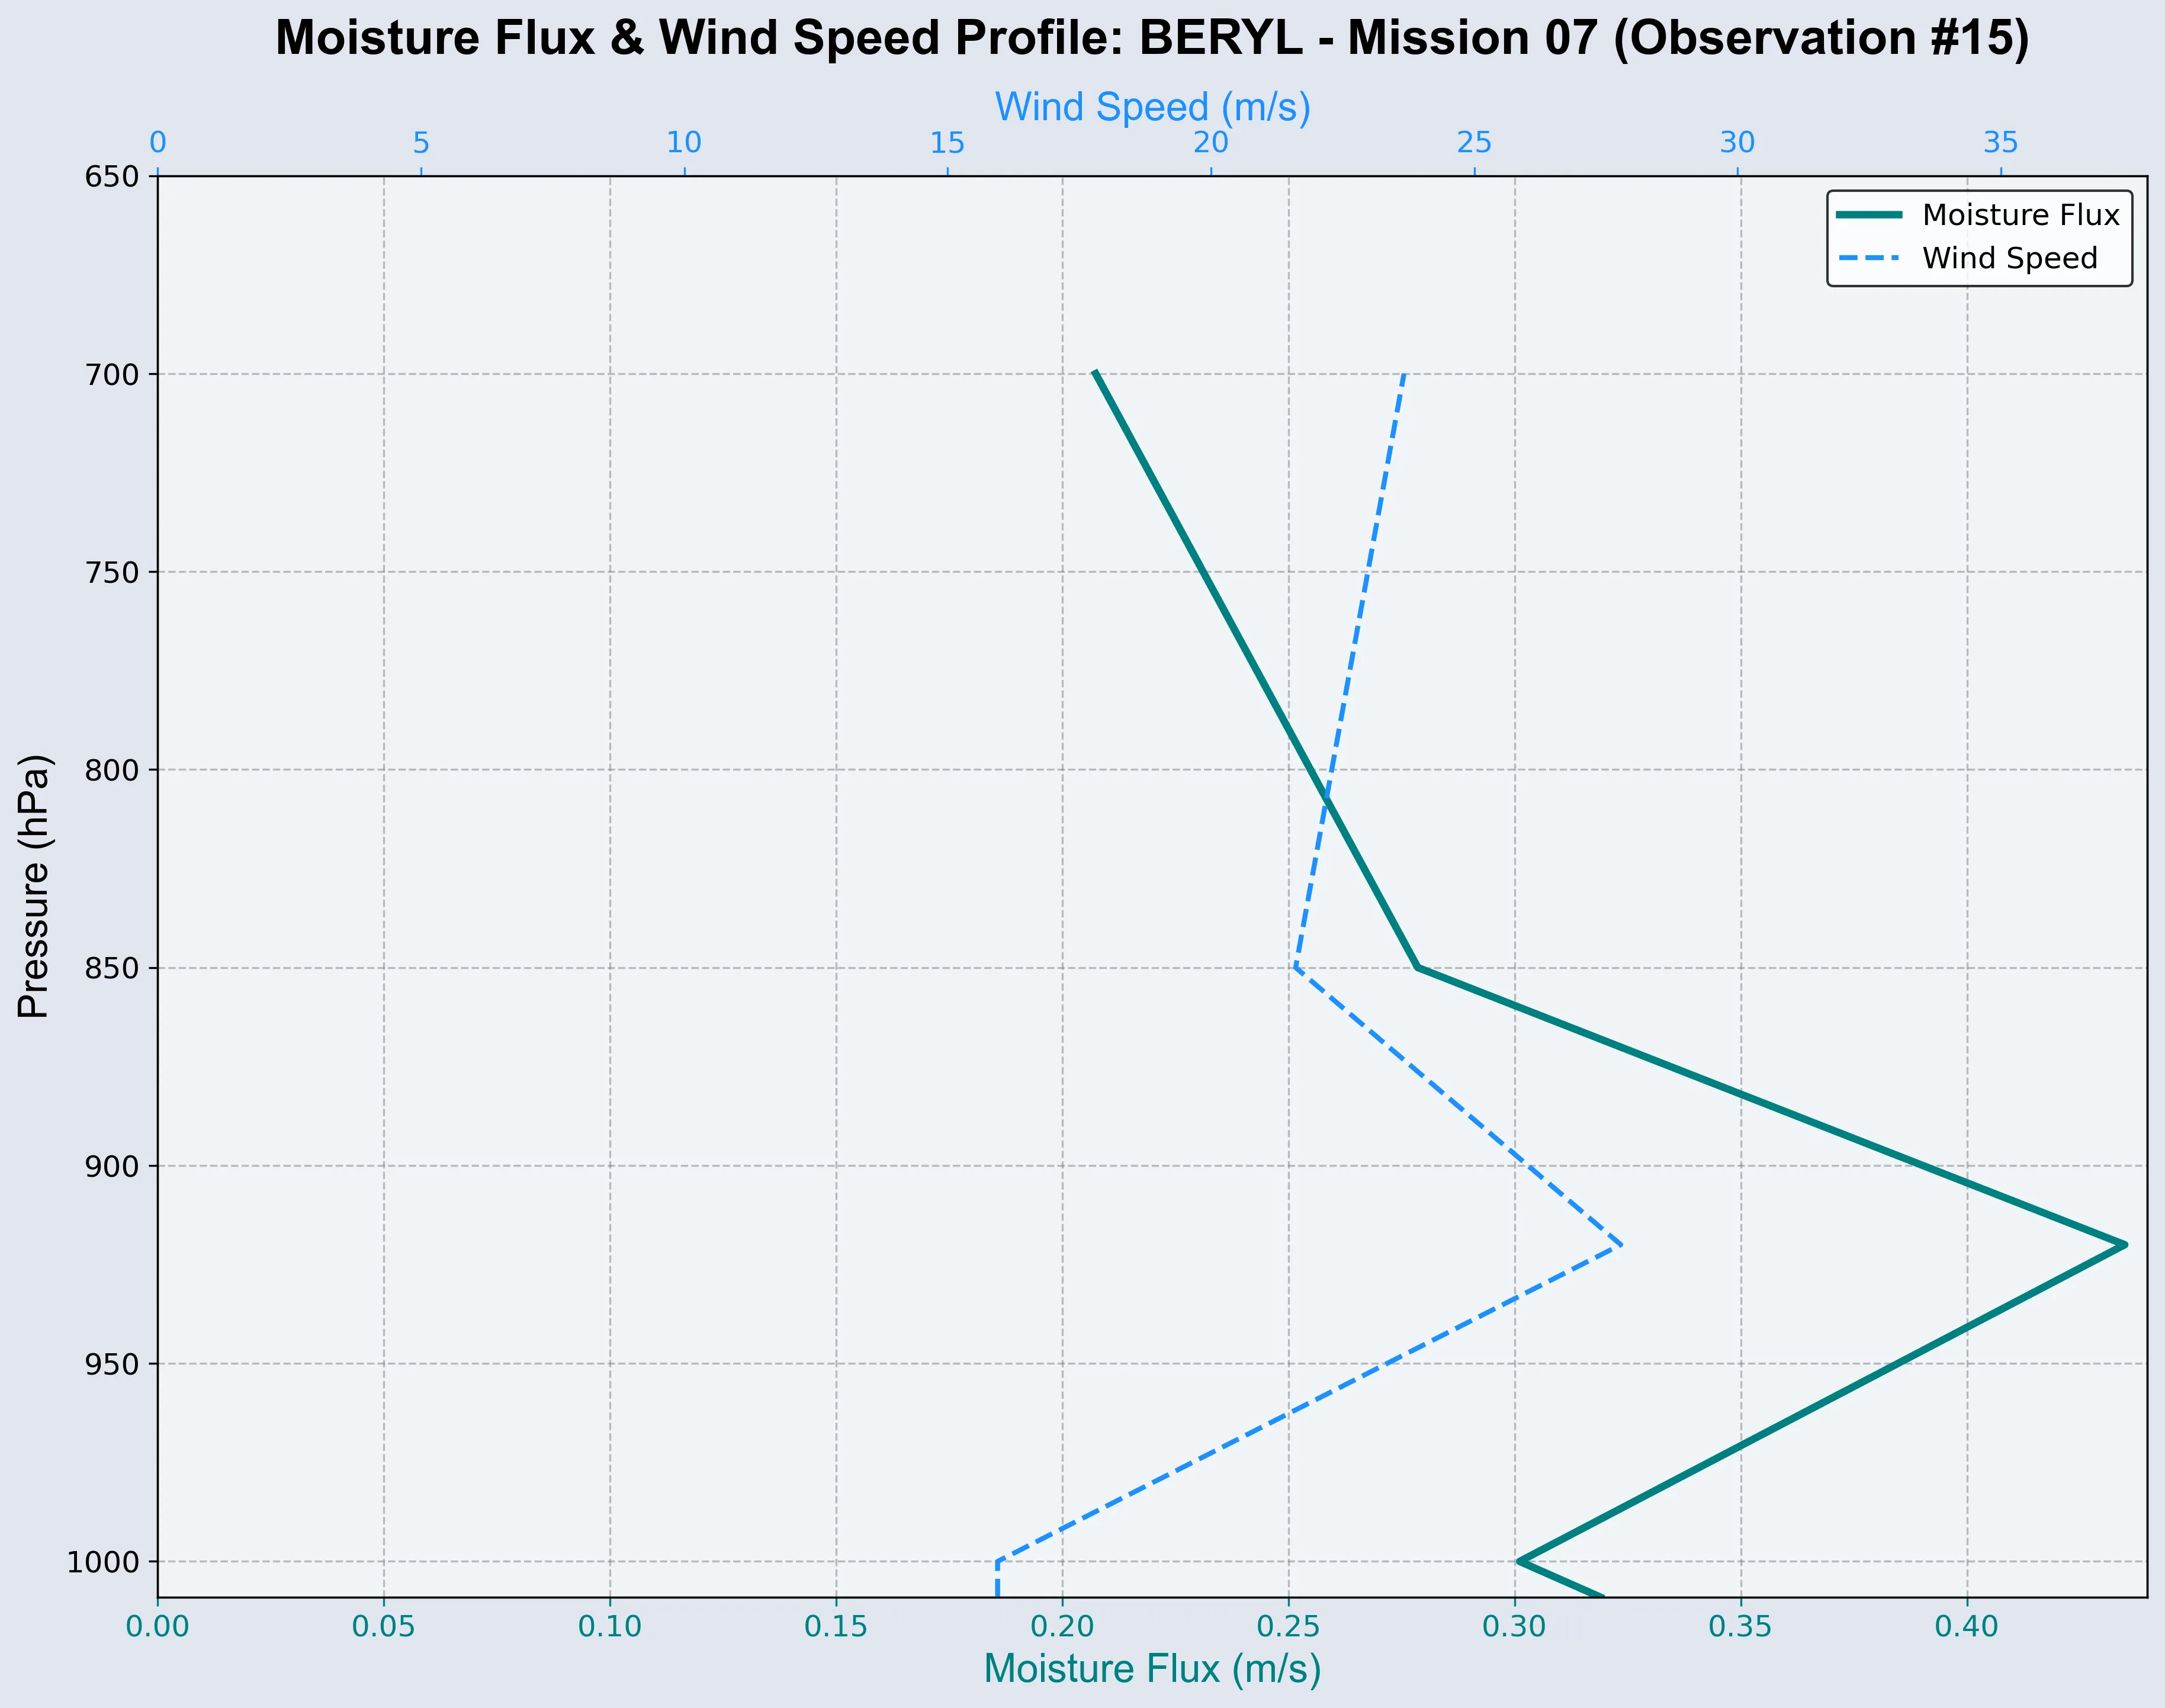 Moisture Flux & Wind Speed Profile: BERYL - Mission 07 (Observation #15)
Wind Speed (m/s)
0 5 10 15 20 25 30 35
650
Moisture Flux
Wind Speed
700
750
800
850
900
950
1000
Pressure (hPa)
0.00 0.05 0.10 0.15 0.20 0.25 0.30 0.35 0.40
Moisture Flux (m/s)